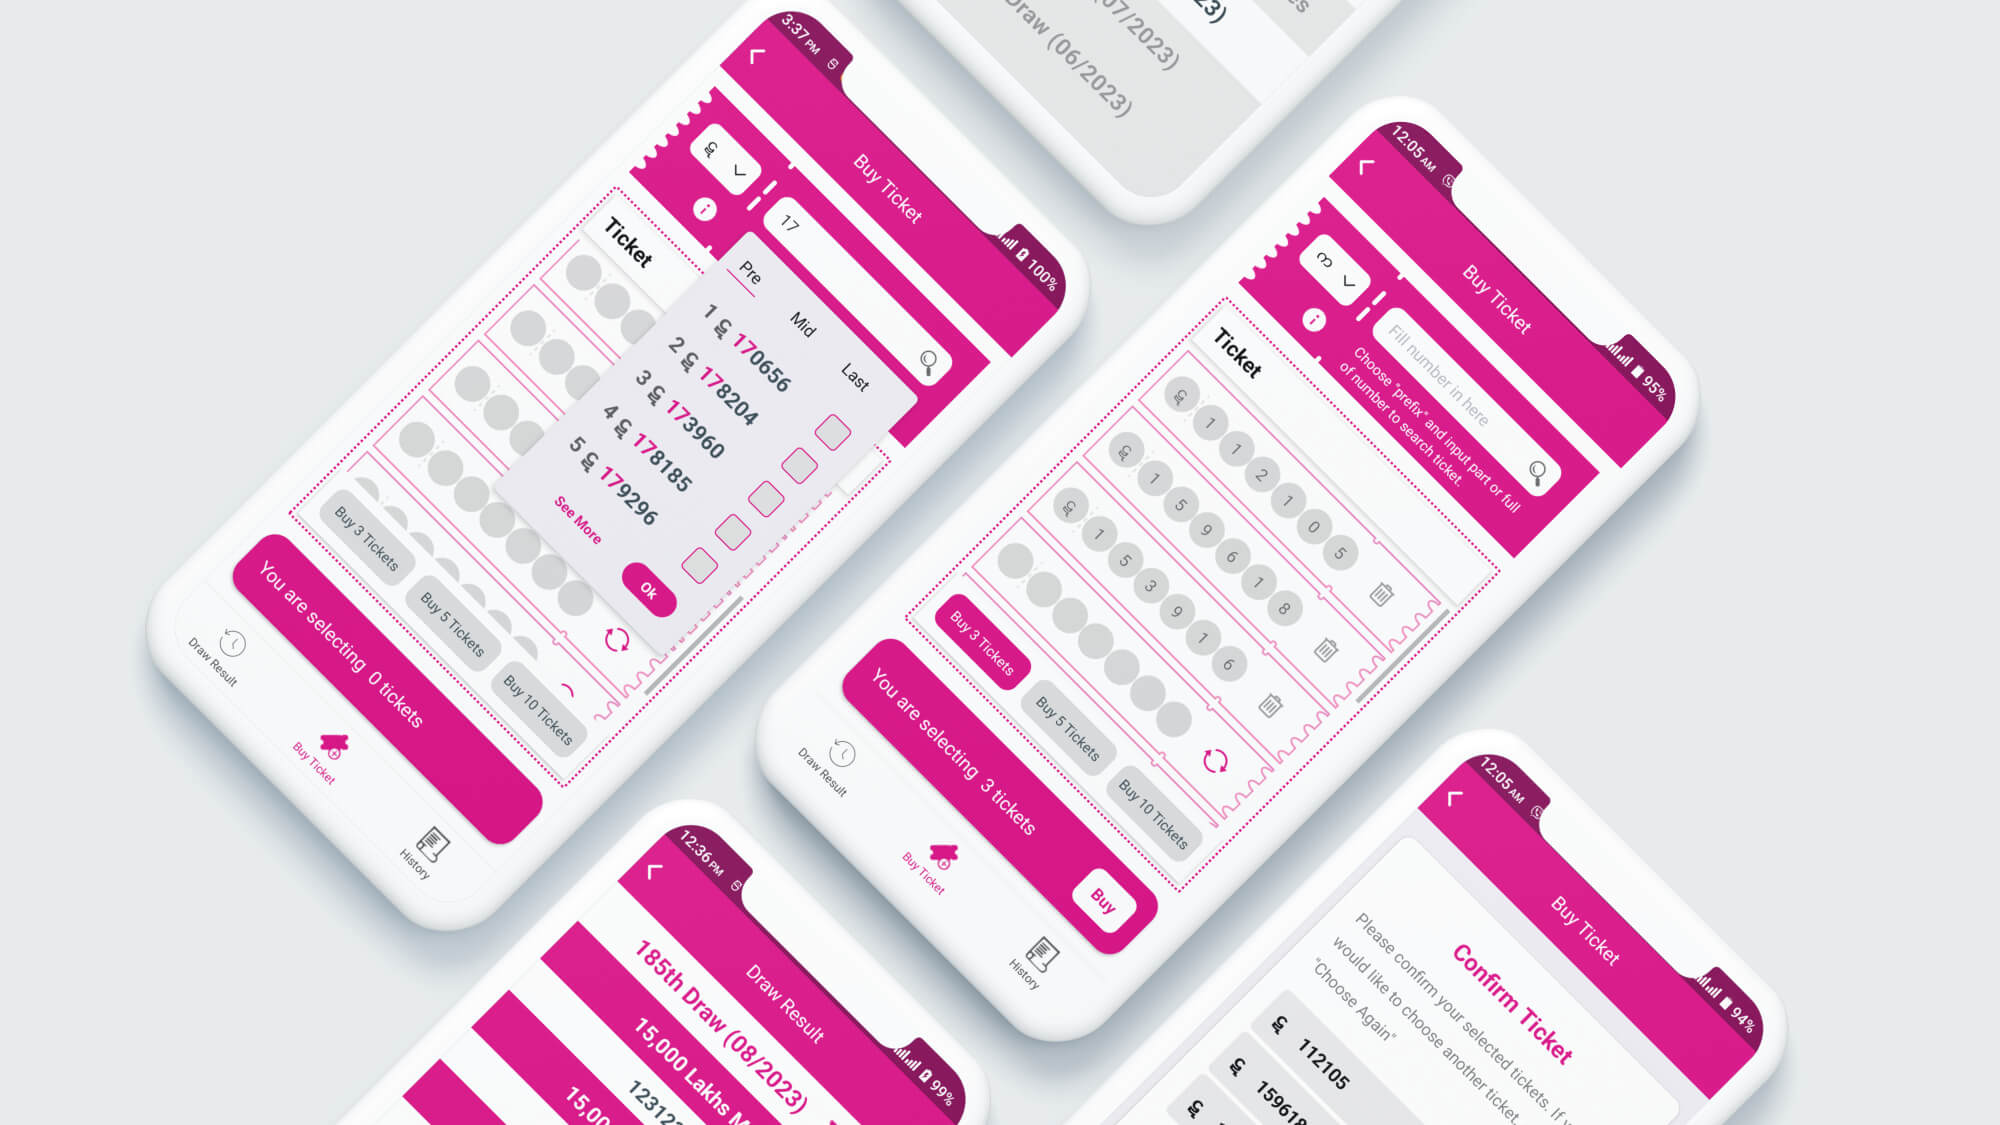 3:37 PM
100%
Buy Ticket
17
Ticket
Pre
Mid
Last
1 170656
2 178204
3 173960
4 178185
5 179296
See More
Ok
Buy 3 Tickets
Buy 5 Tickets
Buy 10 Tickets
You are selecting 0 tickets
Draw Result
Buy Ticket
History
(07/2023)
Draw (06/2023)
12:05 AM
95%
Buy Ticket
Fill number in here
Choose "prefix" and input part or full
of number to search ticket.
Ticket
1 1 2 1 0 5
1 5 9 6 1 8
1 5 3 9 1 6
Buy 3 Tickets
Buy 5 Tickets
Buy 10 Tickets
You are selecting 3 tickets
Buy
Draw Result
Buy Ticket
History
12:36 PM
99%
Draw Result
185th Draw (08/2023)
15,000 Lakhs
12:05 AM
94%
Buy Ticket
Confirm Ticket
Please confirm your selected tickets. If
would like to choose another ticket,
"Choose Again"
112105
159618